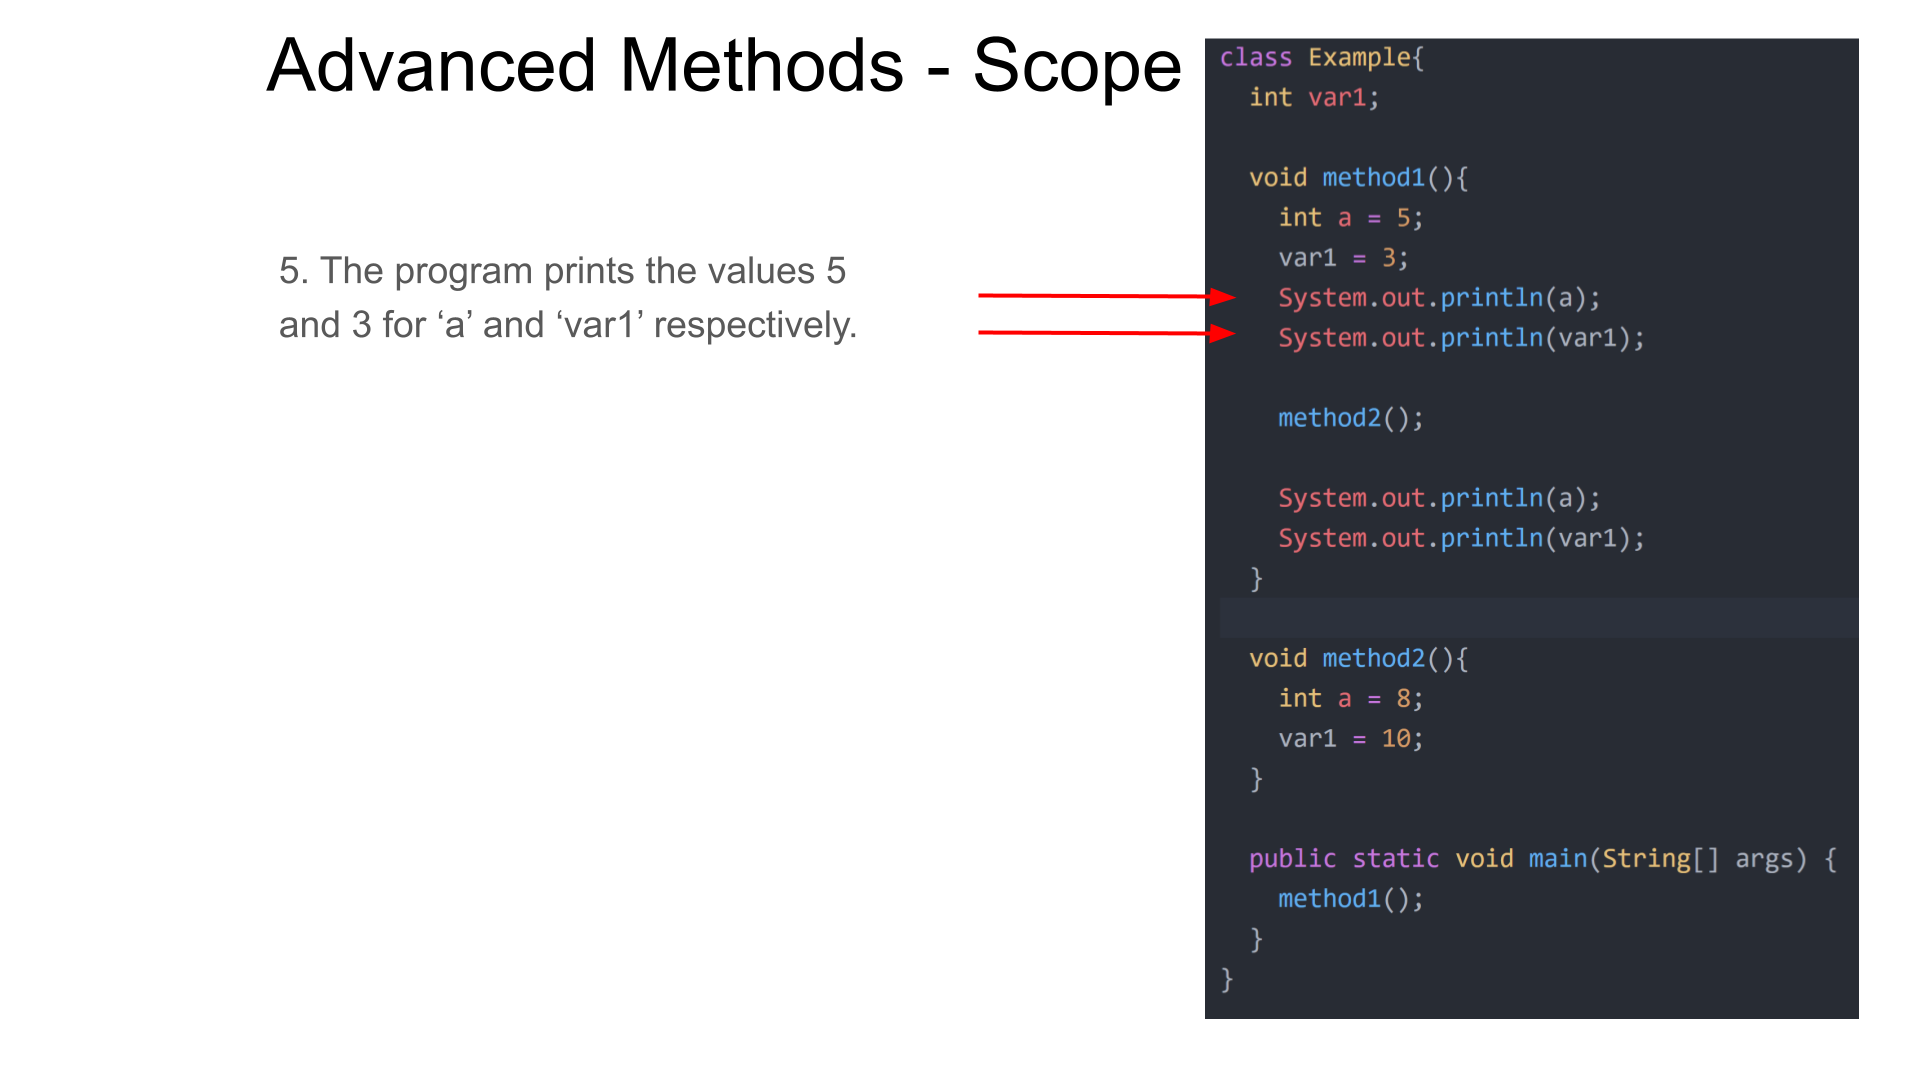 Advanced Methods - Scope
5. The program prints the values 5
and 3 for ‘a’ and ‘var1’ respectively.
class Example{
  int var1;

  void method1(){
    int a = 5;
    var1 = 3;
    System.out.println(a);
    System.out.println(var1);

    method2();

    System.out.println(a);
    System.out.println(var1);
  }

  void method2(){
    int a = 8;
    var1 = 10;
  }

  public static void main(String[] args) {
    method1();
  }
}